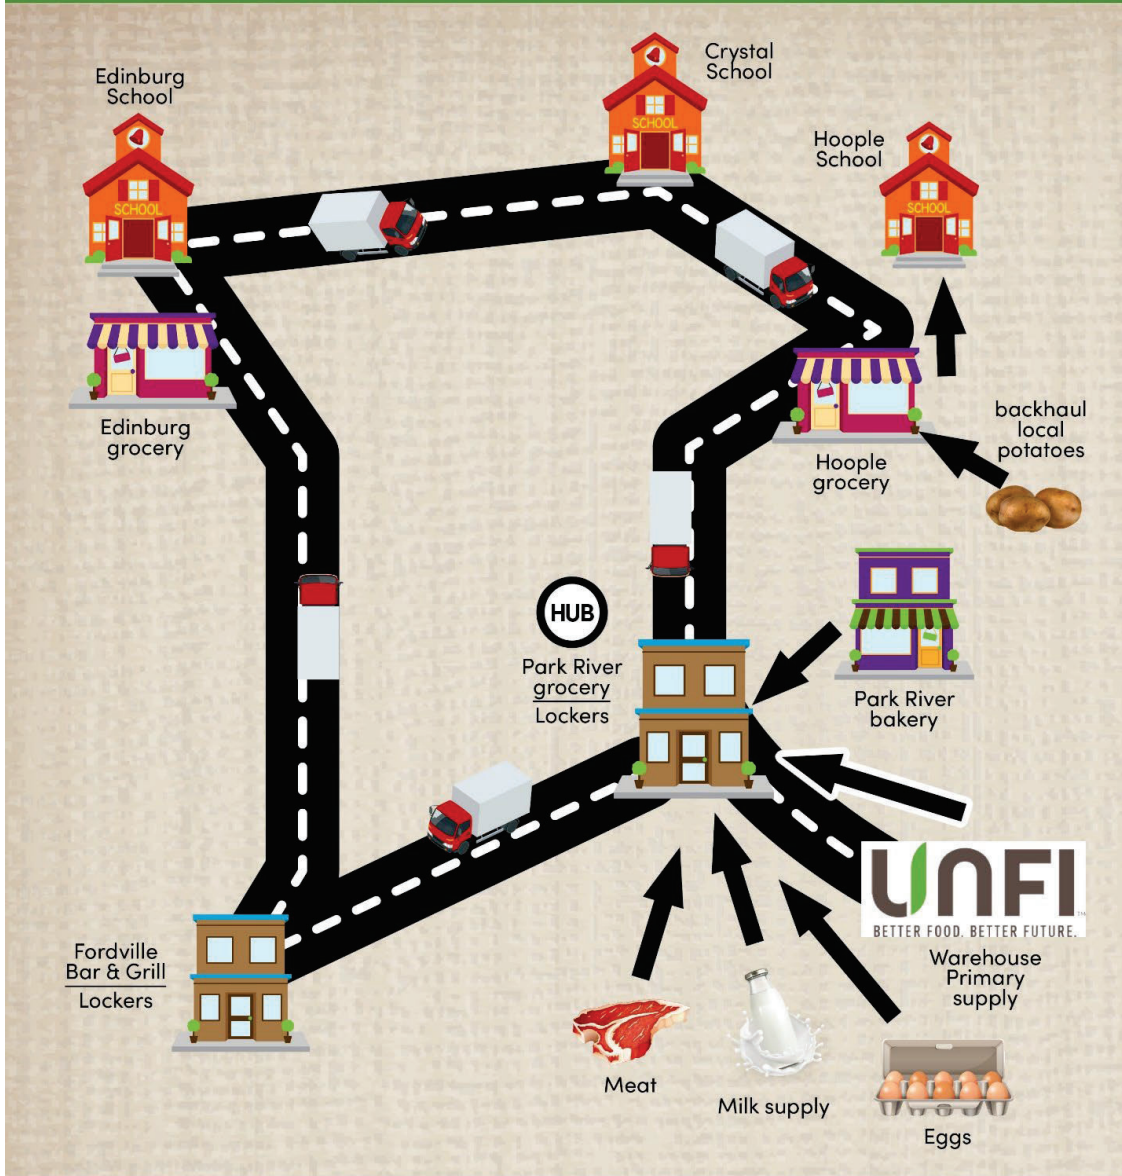 Crystal
School
Edinburg
School
Hoople
School
SCHOOL
SCHOOL
SCHOOL
Edinburg
grocery
backhaul
local
potatoes
Hoople
grocery
HUB
Park River
grocery
Lockers
Park River
bakery
UNFI™
BETTER FOOD. BETTER FUTURE.
Warehouse
Primary
supply
Fordville
Bar & Grill
Lockers
Meat
Milk supply
Eggs